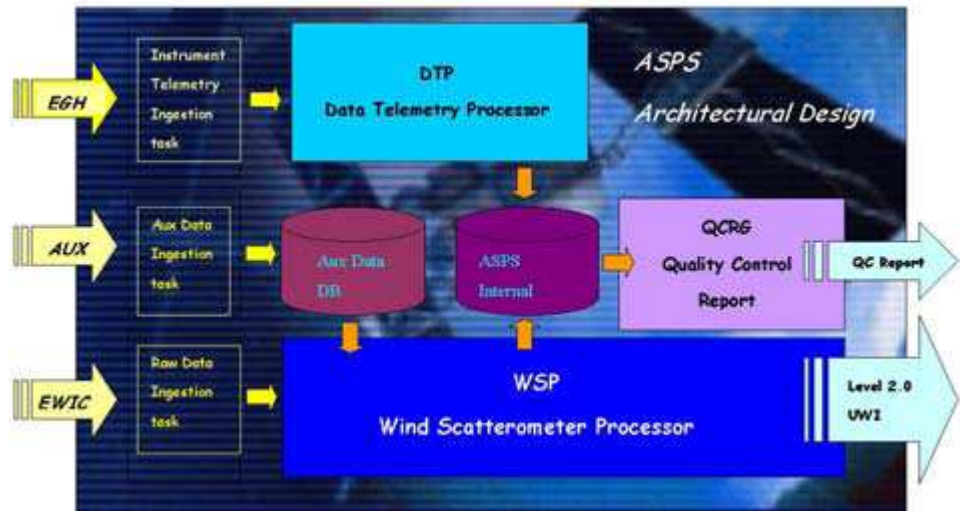 EGH
Instrument
Telemetry
Ingestion
task
DTP
Data Telemetry Processor
ASPS
Architectural Design
AUX
Aux Data
Ingestion
task
Aux Data
DB
ASPS
Internal
QCRG
Quality Control
Report
QC Report
EWIC
Raw Data
Ingestion
task
WSP
Wind Scatterometer Processor
Level 2.0
UWI